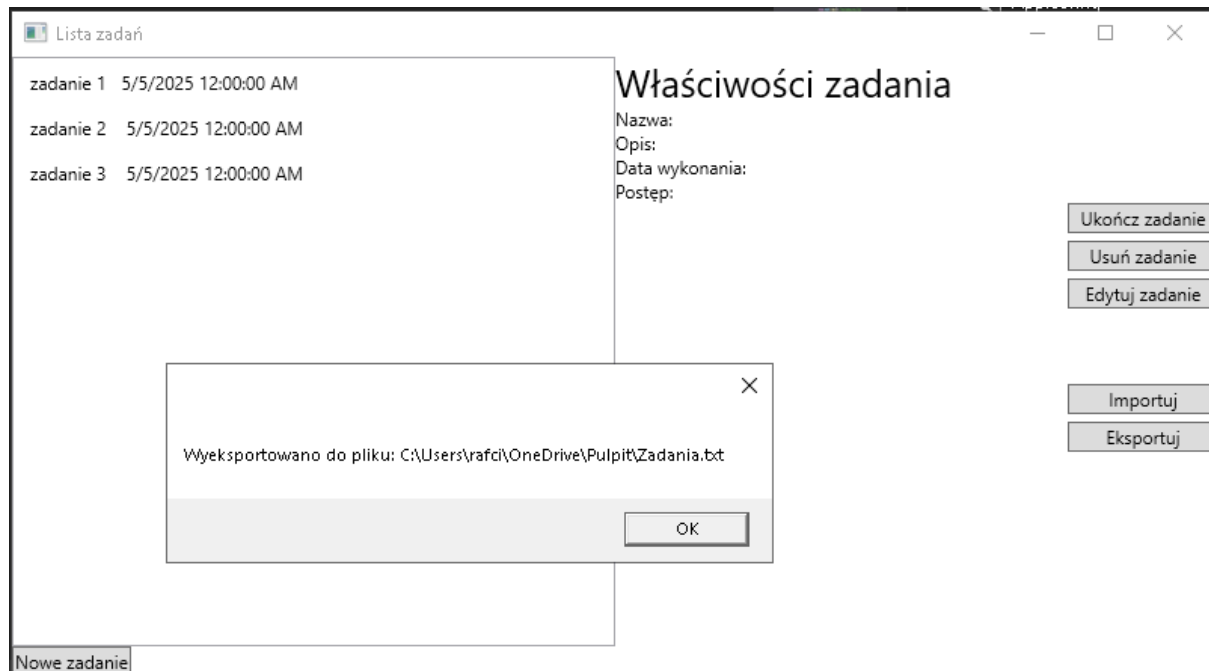 Lista zadań
zadanie 1 5/5/2025 12:00:00 AM
zadanie 2 5/5/2025 12:00:00 AM
zadanie 3 5/5/2025 12:00:00 AM
Właściwości zadania
Nazwa:
Opis:
Data wykonania:
Postęp:
Ukończ zadanie
Usuń zadanie
Edytuj zadanie
Importuj
Eksportuj
Wyeksportowano do pliku: C:\Users\rafci\OneDrive\Pulpit\Zadania.txt
OK
Nowe zadanie